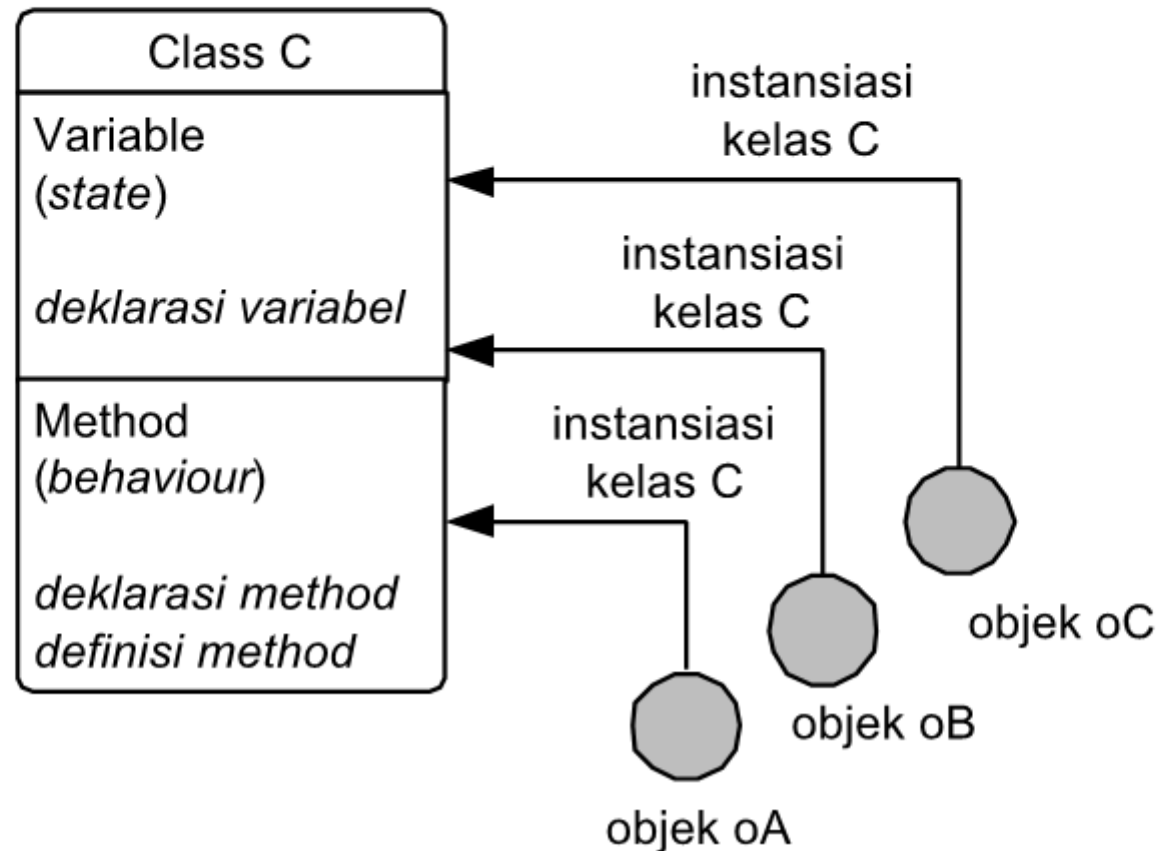 Class C
Variable
(state)
deklarasi variabel
Method
(behaviour)
deklarasi method
definisi method
instansiasi
kelas C
instansiasi
kelas C
instansiasi
kelas C
objek oC
objek oB
objek oA